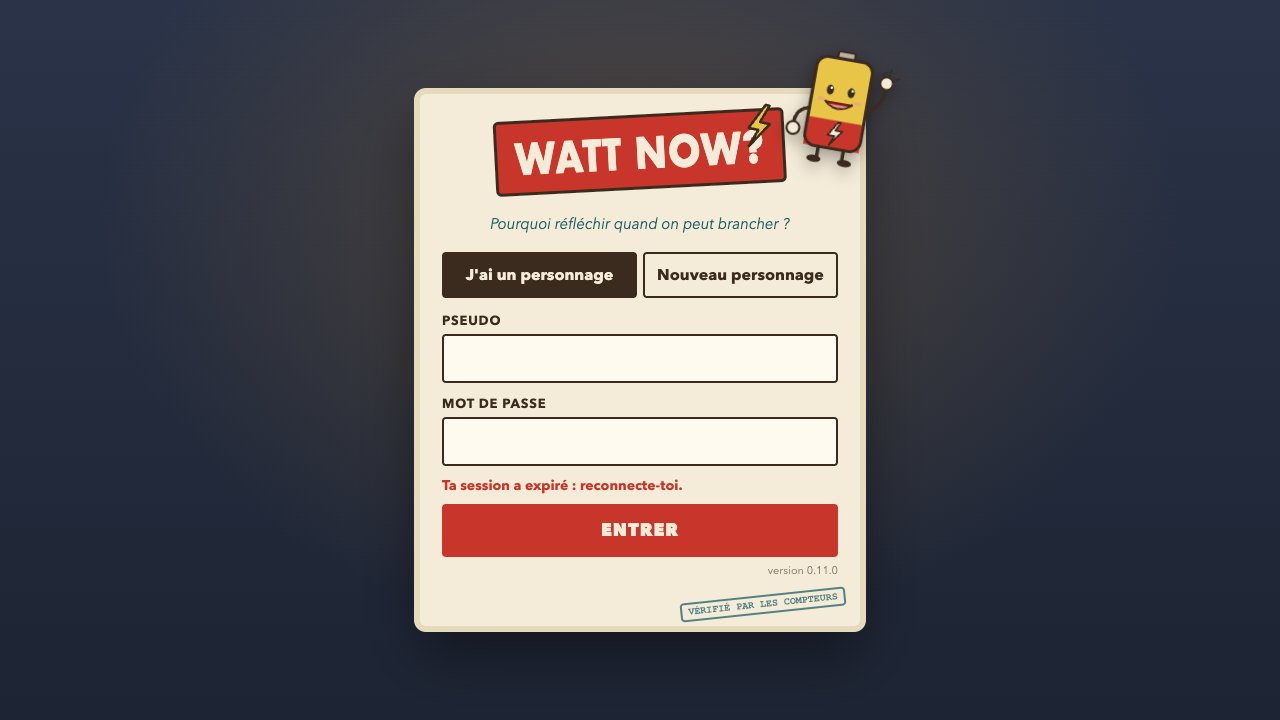 WATT NOW?
Pourquoi réfléchir quand on peut brancher ?
J'ai un personnage
Nouveau personnage
PSEUDO
MOT DE PASSE
Ta session a expiré : reconnecte-toi.
ENTRER
version 0.11.0
VÉRIFIÉ PAR LES COMPTEURS